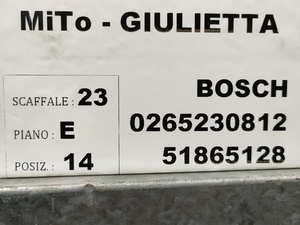 MiTo - GIULIETTA
SCAFFALE : 23
BOSCH
PIANO : E
0265230812
POSIZ. : 14
51865128